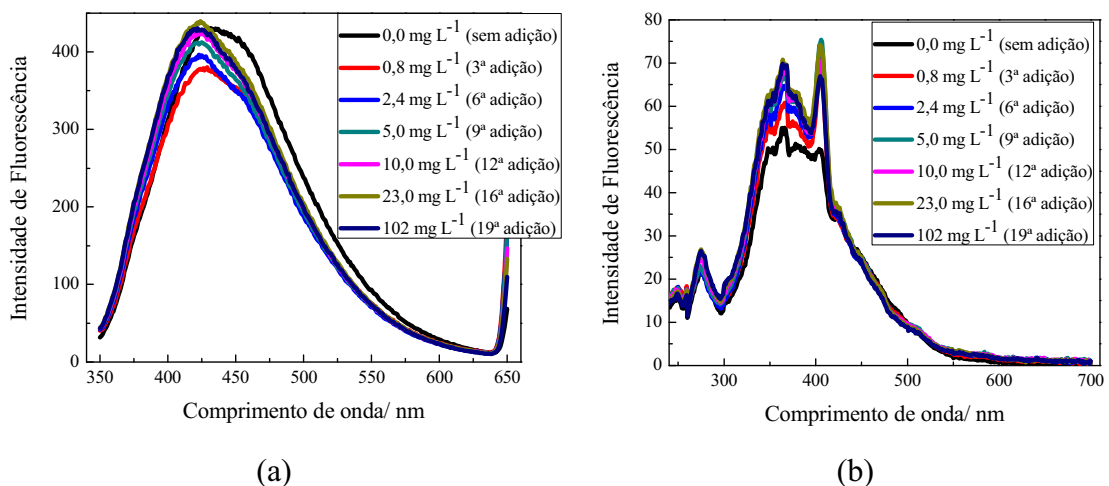 (a)
Intensidade de Fluorescência
400
300
200
100
0
0,0 mg L-1 (sem adição)
0,8 mg L-1 (3ª adição)
2,4 mg L-1 (6ª adição)
5,0 mg L-1 (9ª adição)
10,0 mg L-1 (12ª adição)
23,0 mg L-1 (16ª adição)
102 mg L-1 (19ª adição)
350 400 450 500 550 600 650
Comprimento de onda/ nm
(a)
(b)
Intensidade de Fluorescência
80
70
60
50
40
30
20
10
0
0,0 mg L-1 (sem adição)
0,8 mg L-1 (3ª adição)
2,4 mg L-1 (6ª adição)
5,0 mg L-1 (9ª adição)
10,0 mg L-1 (12ª adição)
23,0 mg L-1 (16ª adição)
102 mg L-1 (19ª adição)
300 400 500 600 700
Comprimento de onda/ nm
(b)